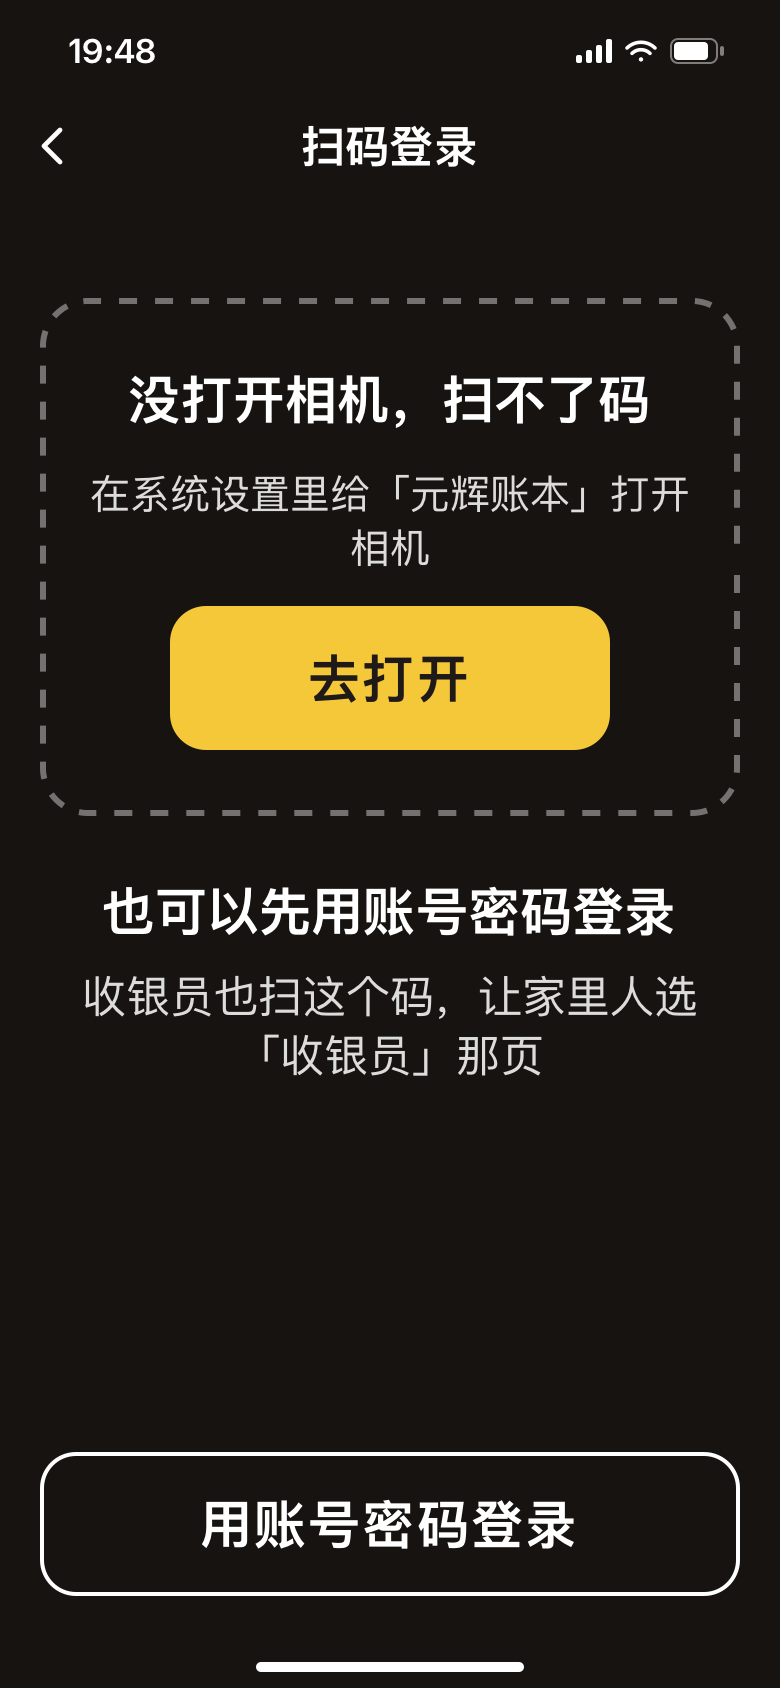 19:48
扫码登录
没打开相机，扫不了码
在系统设置里给「元辉账本」打开
相机
去打开
也可以先用账号密码登录
收银员也扫这个码，让家里人选
「收银员」那页
用账号密码登录